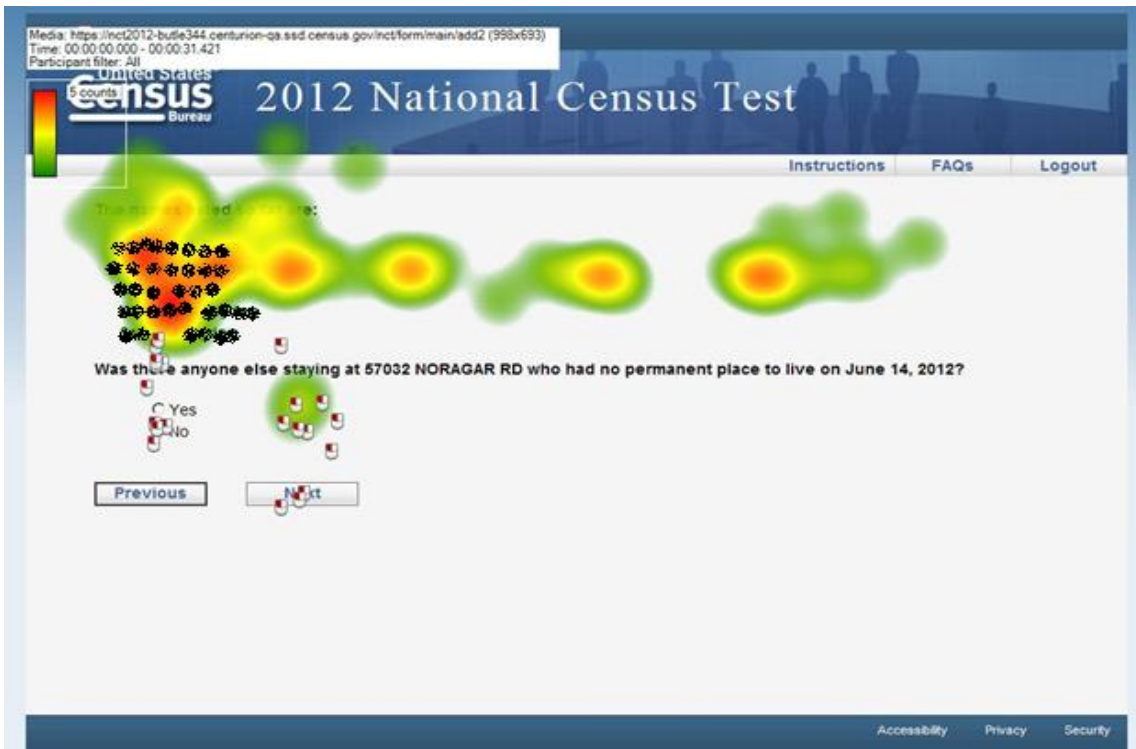 Media: https://nct2012-butle344.centurion-qa.ssd.census.gov/nct/form/main/add2 (998x693)
Time: 00:00:00.000 - 00:00:31.421
Participant filter: All
United States
5 counts
Census
Bureau
2012 National Census Test
Instructions FAQs Logout
Was there anyone else staying at 57032 NORAGAR RD who had no permanent place to live on June 14, 2012?
Yes
No
Previous Next
Accessibility Privacy Security